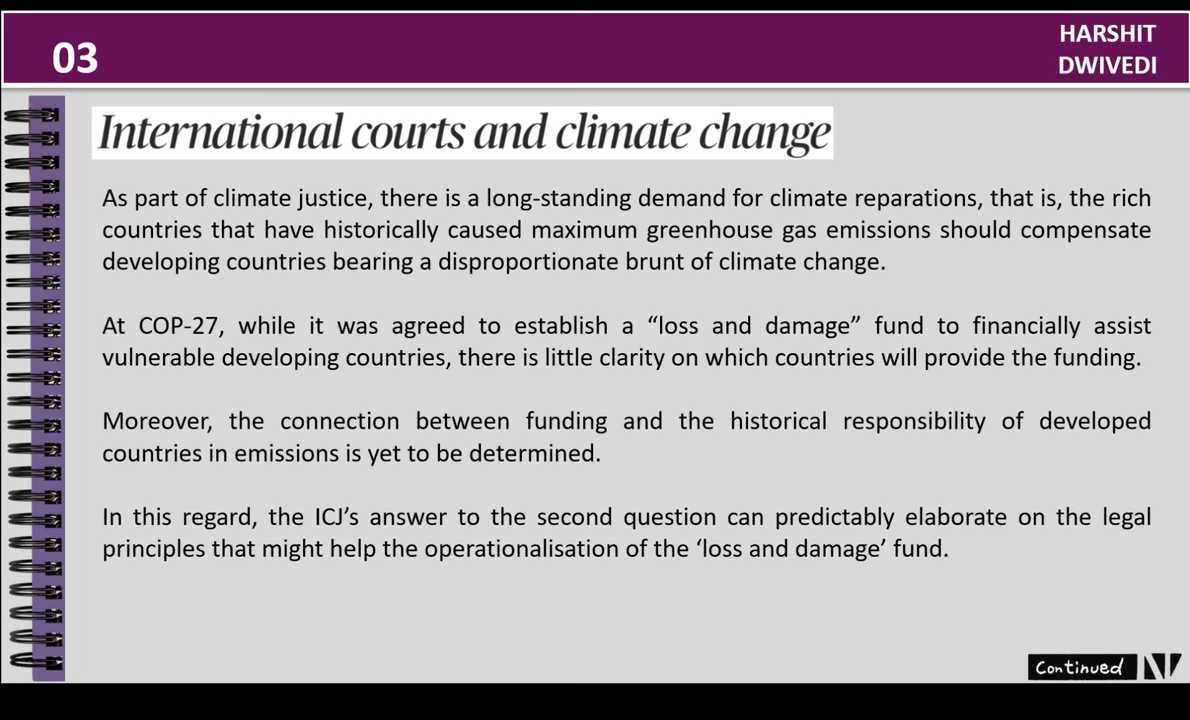 03
HARSHIT
DWIVEDI
International courts and climate change
As part of climate justice, there is a long-standing demand for climate reparations, that is, the rich
countries that have historically caused maximum greenhouse gas emissions should compensate
developing countries bearing a disproportionate brunt of climate change.
At COP-27, while it was agreed to establish a “loss and damage” fund to financially assist
vulnerable developing countries, there is little clarity on which countries will provide the funding.
Moreover, the connection between funding and the historical responsibility of developed
countries in emissions is yet to be determined.
In this regard, the ICJ’s answer to the second question can predictably elaborate on the legal
principles that might help the operationalisation of the ‘loss and damage’ fund.
Continued